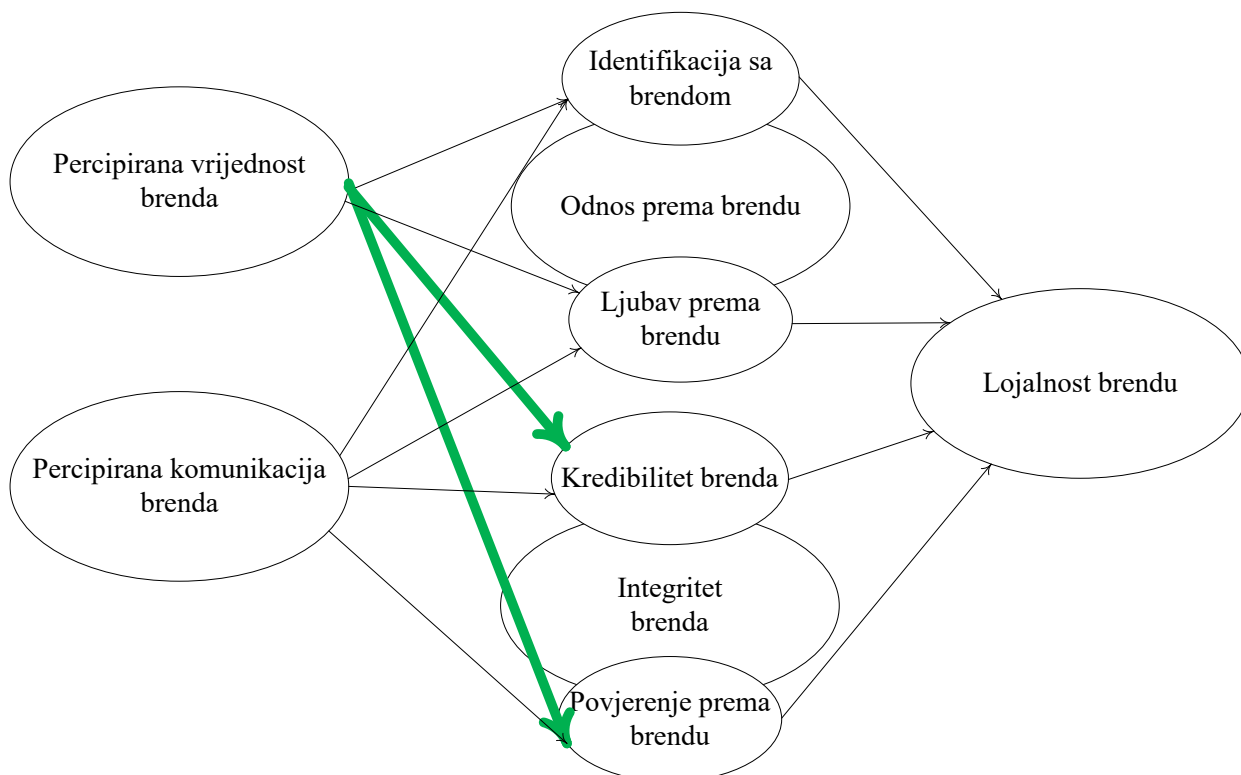 Identifikacija sa
brendom
Percipirana vrijednost
brenda
Odnos prema brendu
Ljubav prema
brendu
Lojalnost brendu
Percipirana komunikacija
brenda
Kredibilitet brenda
Integritet
brenda
Povjerenje prema
brendu